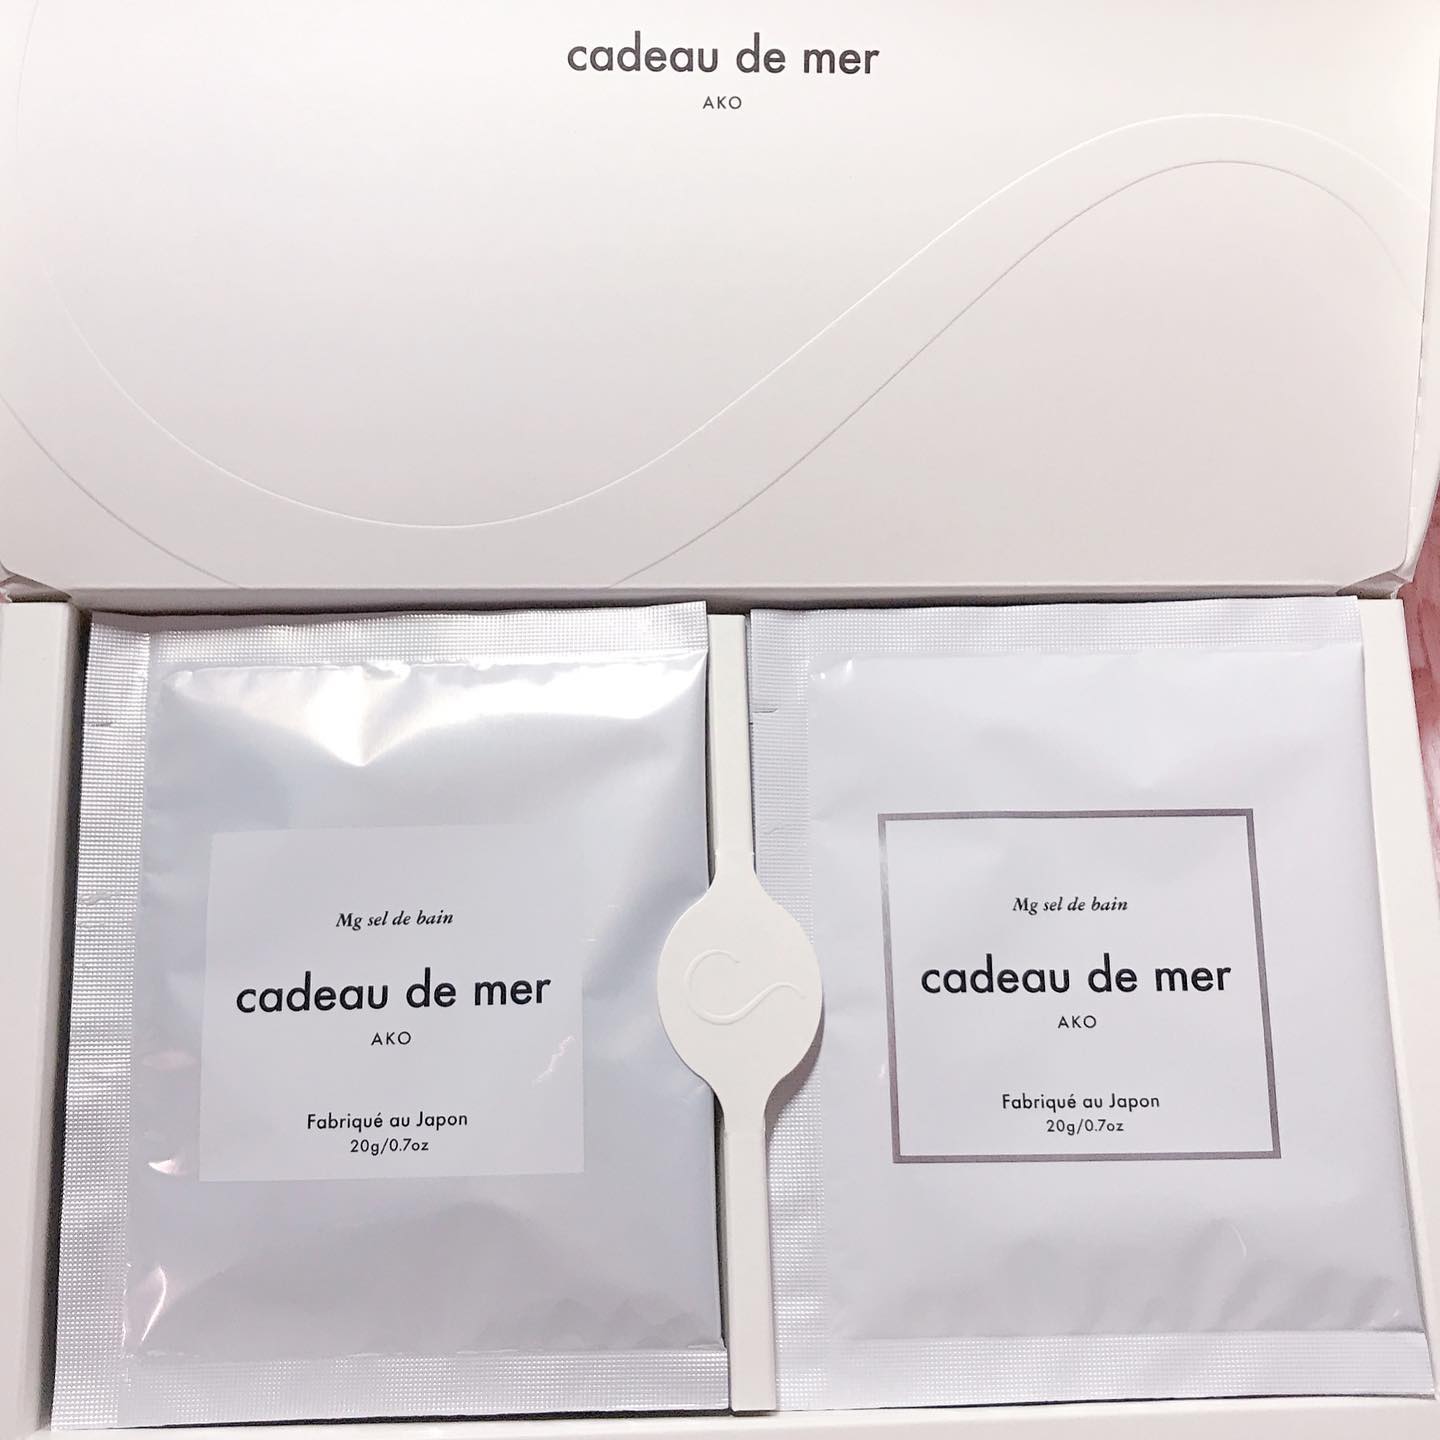 cadeau de mer
AKO
Mg sel de bain
cadeau de mer
AKO
Fabriqué au Japon
20g/0.7oz
Mg sel de bain
cadeau de mer
AKO
Fabriqué au Japon
20g/0.7oz